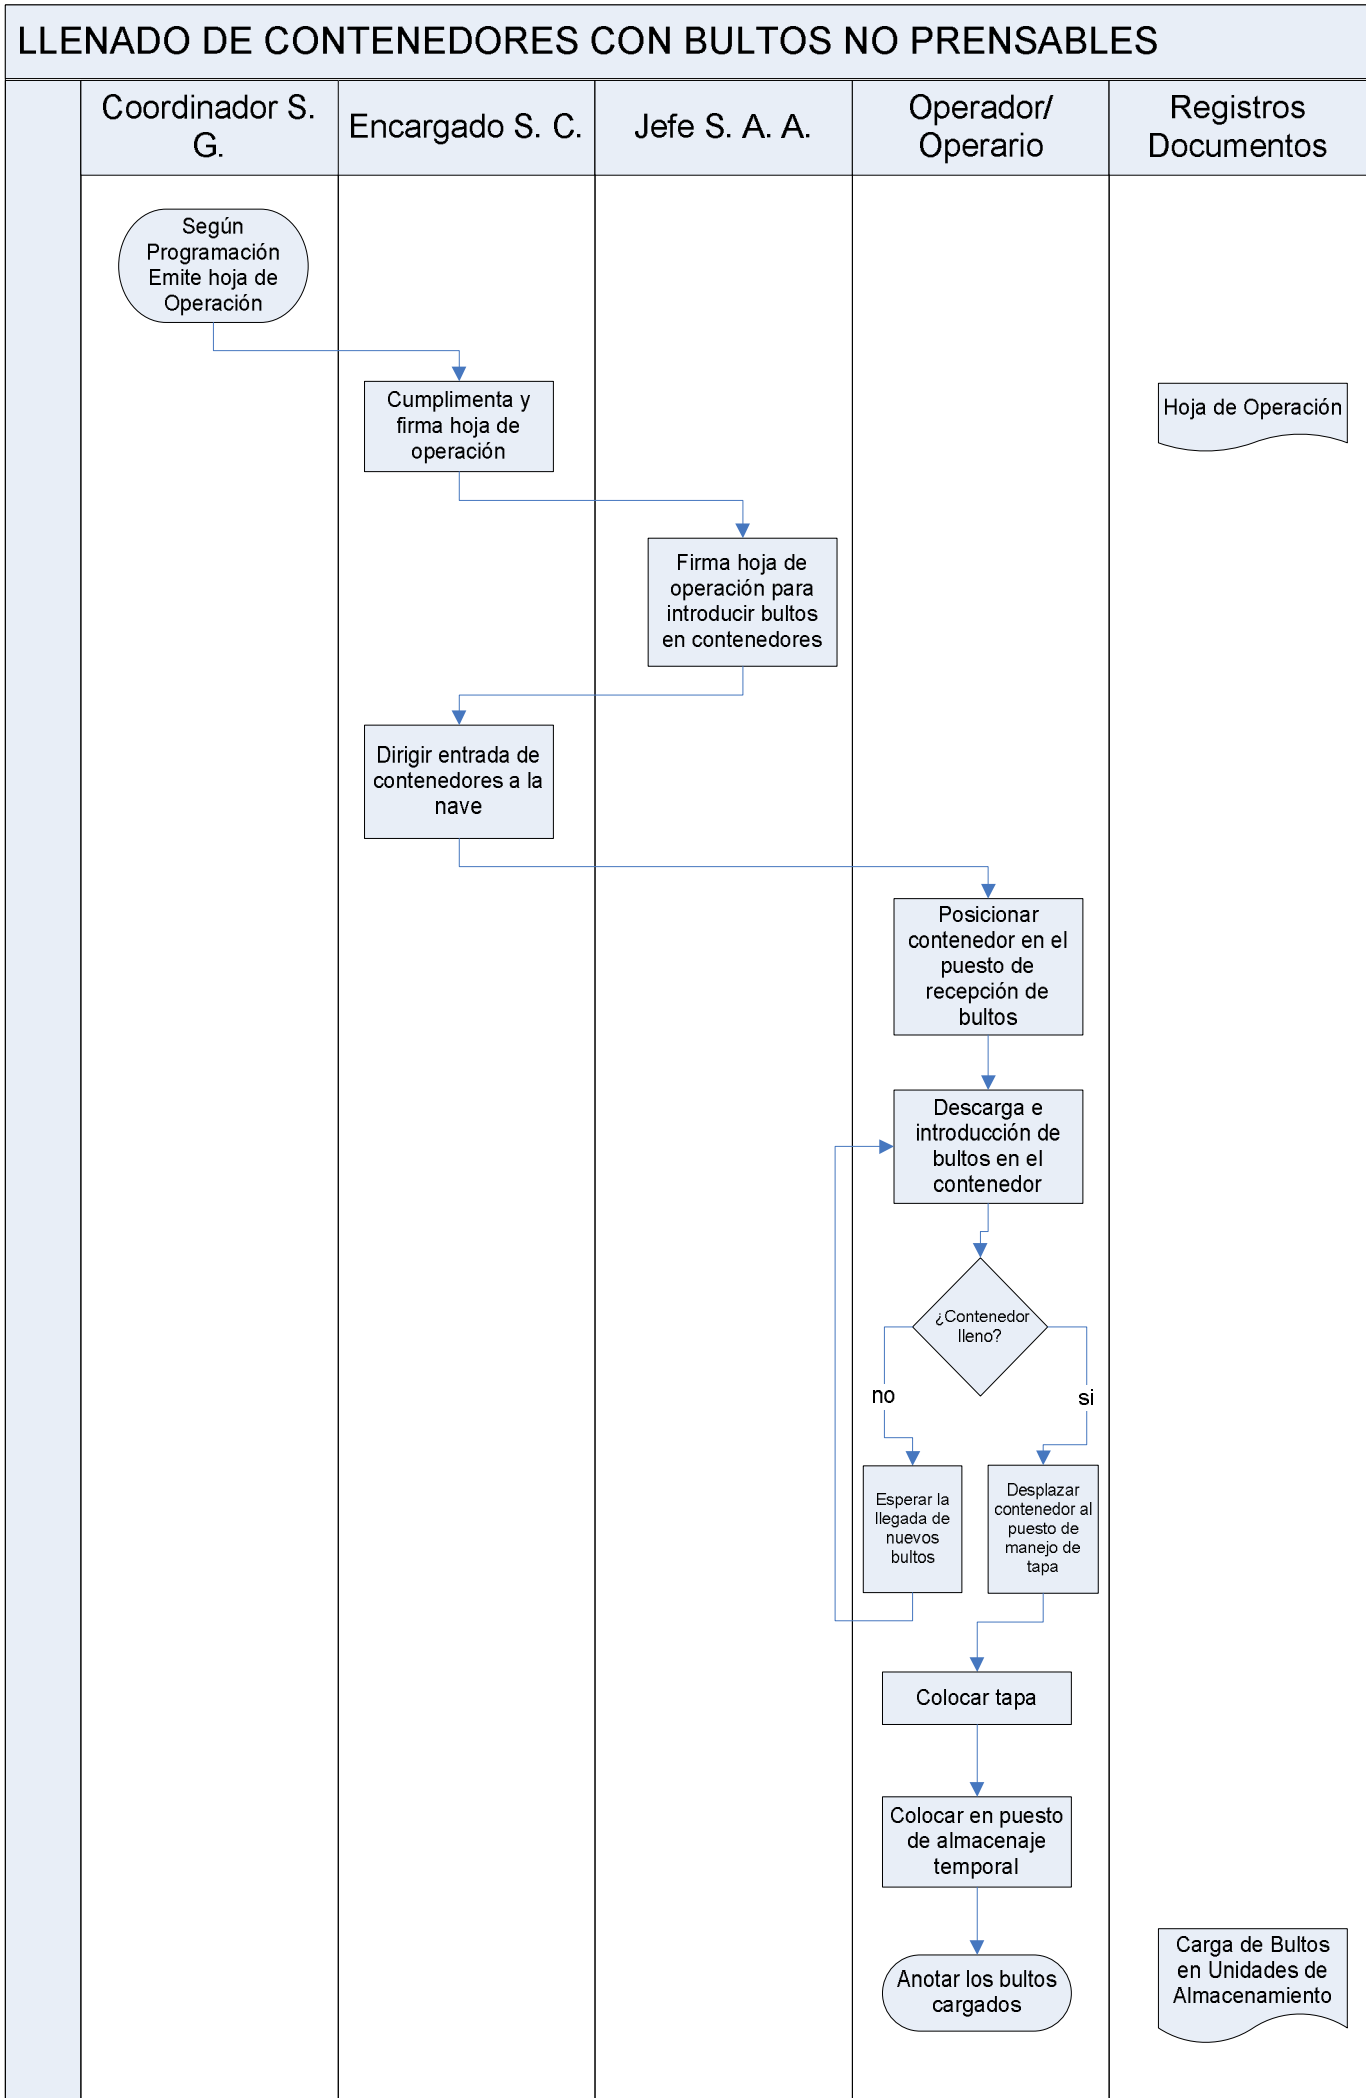 LLENADO DE CONTENEDORES CON BULTOS NO PRENSABLES
Coordinador S.
G.
Encargado S. C.
Jefe S. A. A.
Operador/
Operario
Registros
Documentos
Según
Programación
Emite hoja de
Operación
Cumplimenta y
firma hoja de
operación
Hoja de Operación
Firma hoja de
operación para
introducir bultos
en contenedores
Dirigir entrada de
contenedores a la
nave
Posicionar
contenedor en el
puesto de
recepción de
bultos
Descarga e
introducción de
bultos en el
contenedor
¿Contenedor
lleno?
no
si
Esperar la
llegada de
nuevos
bultos
Desplazar
contenedor al
puesto de
manejo de
tapa
Colocar tapa
Colocar en puesto
de almacenaje
temporal
Anotar los bultos
cargados
Carga de Bultos
en Unidades de
Almacenamiento